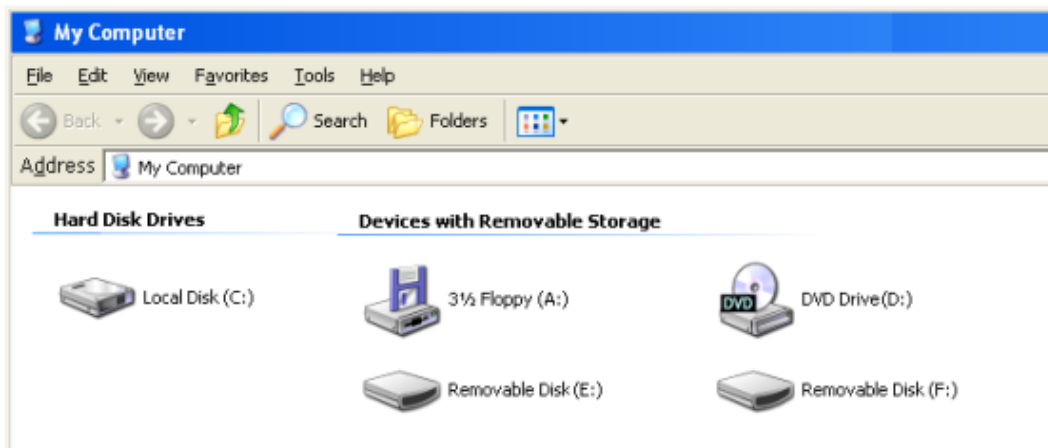 My Computer
File Edit View Favorites Tools Help
Back Search Folders
Address My Computer
Hard Disk Drives Devices with Removable Storage
Local Disk (C:) 3½ Floppy (A:) DVD DVD Drive(D:)
Removable Disk (E:) Removable Disk (F:)